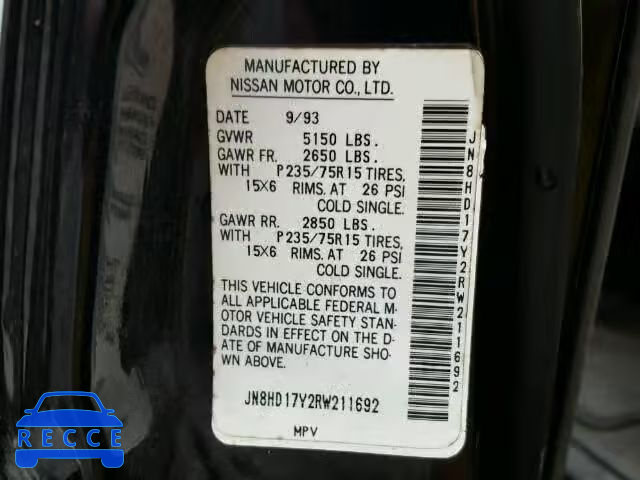 MANUFACTURED BY
NISSAN MOTOR CO., LTD.
DATE 9/93
GVWR 5150 LBS.
GAWR FR. 2650 LBS.
WITH P235/75R15 TIRES,
15X6 RIMS. AT 26 PSI
COLD SINGLE.
GAWR RR. 2850 LBS.
WITH P235/75R15 TIRES,
15X6 RIMS. AT 26 PSI
COLD SINGLE.
THIS VEHICLE CONFORMS TO
ALL APPLICABLE FEDERAL M-
OTOR VEHICLE SAFETY STAN-
DARDS IN EFFECT ON THE D-
ATE OF MANUFACTURE SHO-
WN ABOVE.
JN8HD17Y2RW211692
MPV
JN8HD17Y2RW211692
RECCE